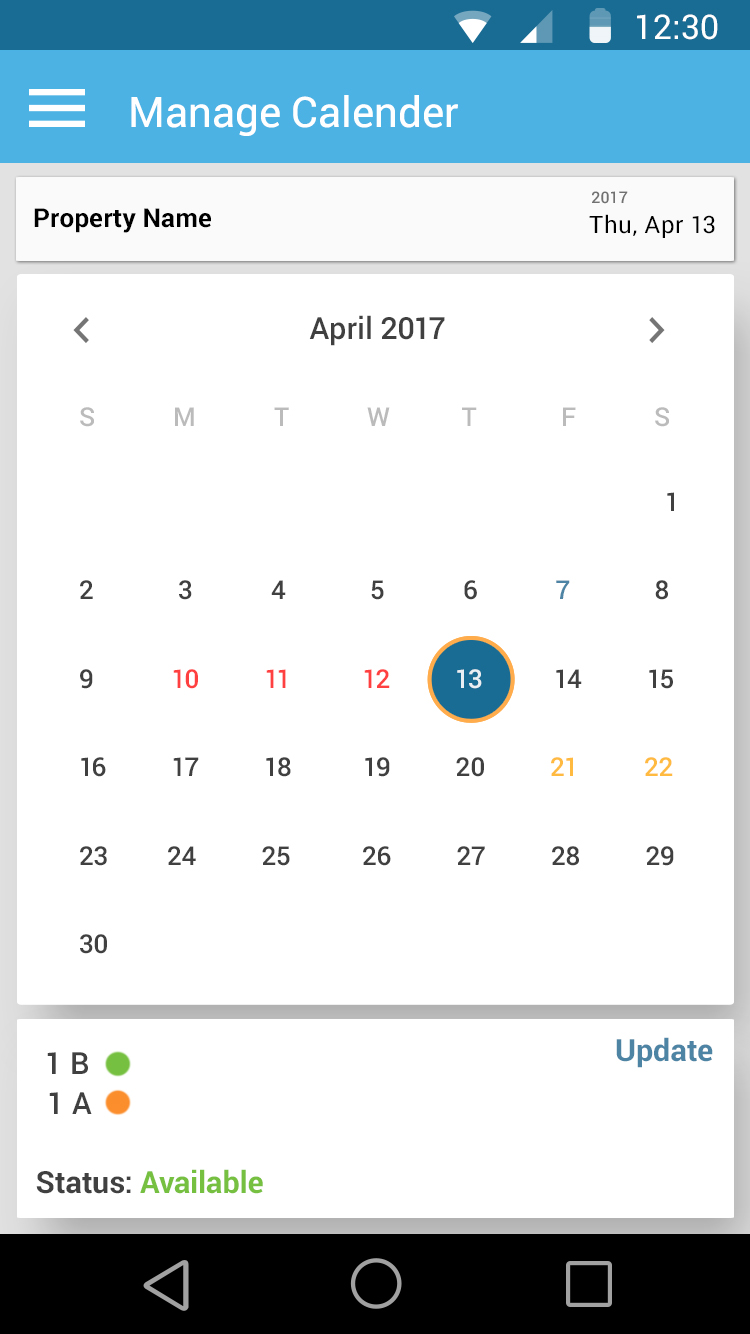 12:30
Manage Calender
2017
Property Name Thu, Apr 13
April 2017
S M T W T F S
1
2 3 4 5 6 7 8
9 10 11 12 13 14 15
16 17 18 19 20 21 22
23 24 25 26 27 28 29
30
1 B Update
1 A
Status: Available